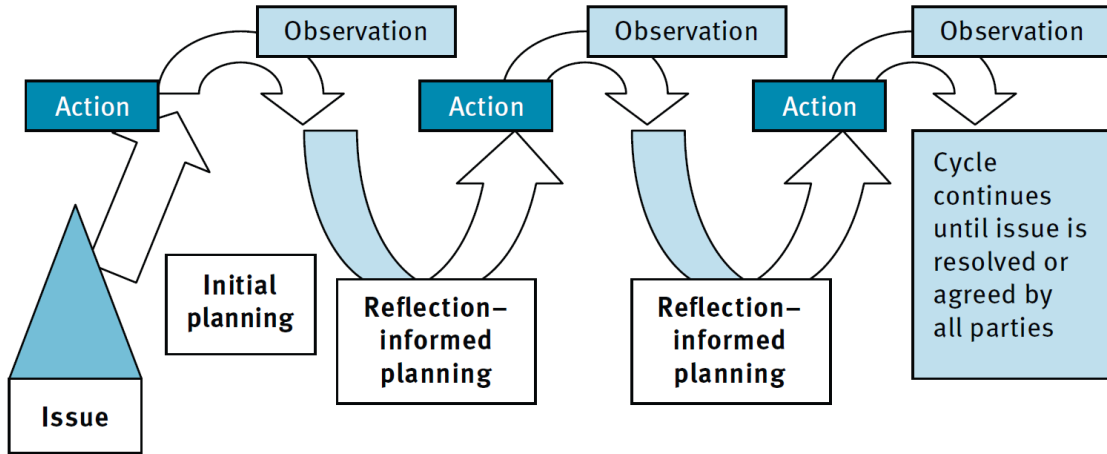 Observation
Observation
Observation
Action
Action
Action
Initial
planning
Reflection–
informed
planning
Reflection–
informed
planning
Cycle
continues
until issue is
resolved or
agreed by
all parties
Issue